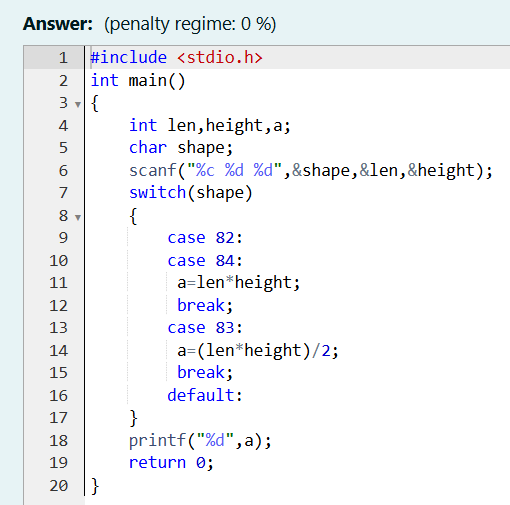 Answer: (penalty regime: 0 %)
1 #include <stdio.h>
2 int main()
3 {
4     int len,height,a;
5     char shape;
6     scanf("%c %d %d",&shape,&len,&height);
7     switch(shape)
8     {
9         case 82:
10         case 84:
11          a=len*height;
12          break;
13         case 83:
14          a=(len*height)/2;
15          break;
16         default:
17     }
18     printf("%d",a);
19     return 0;
20 }